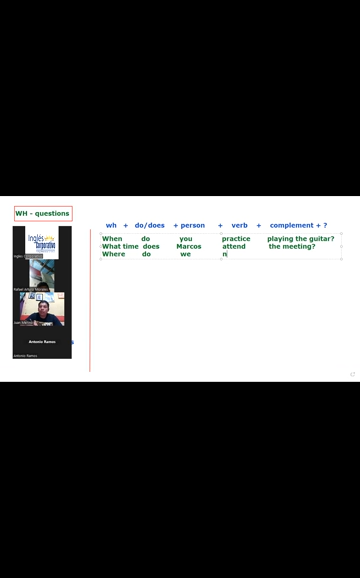 WH – questions
wh + do/does + person + verb + complement + ?
When do you practice playing the guitar?
What time does Marcos attend the meeting?
Where do we n
Inglés
Corporativo
Antonio Ramos
Antonio Ramos
17